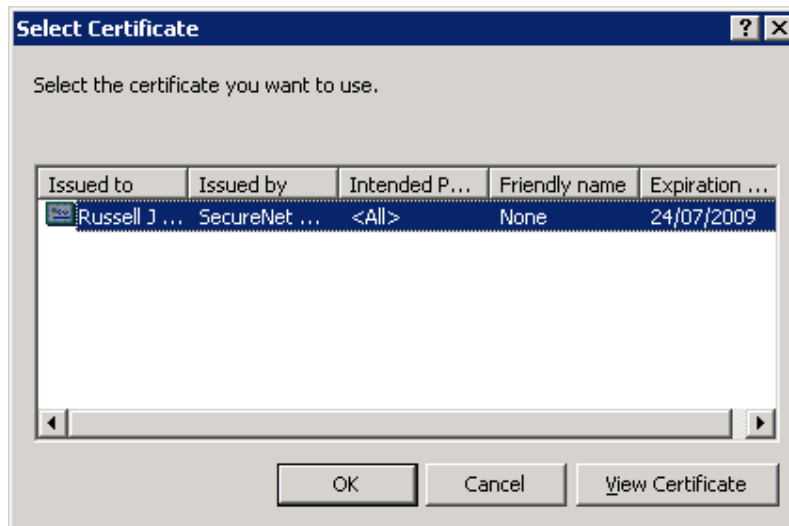 Select Certificate
Select the certificate you want to use.
Issued to Issued by Intended P... Friendly name Expiration ...
Russell J ... SecureNet ... <All> None 24/07/2009
OK Cancel View Certificate